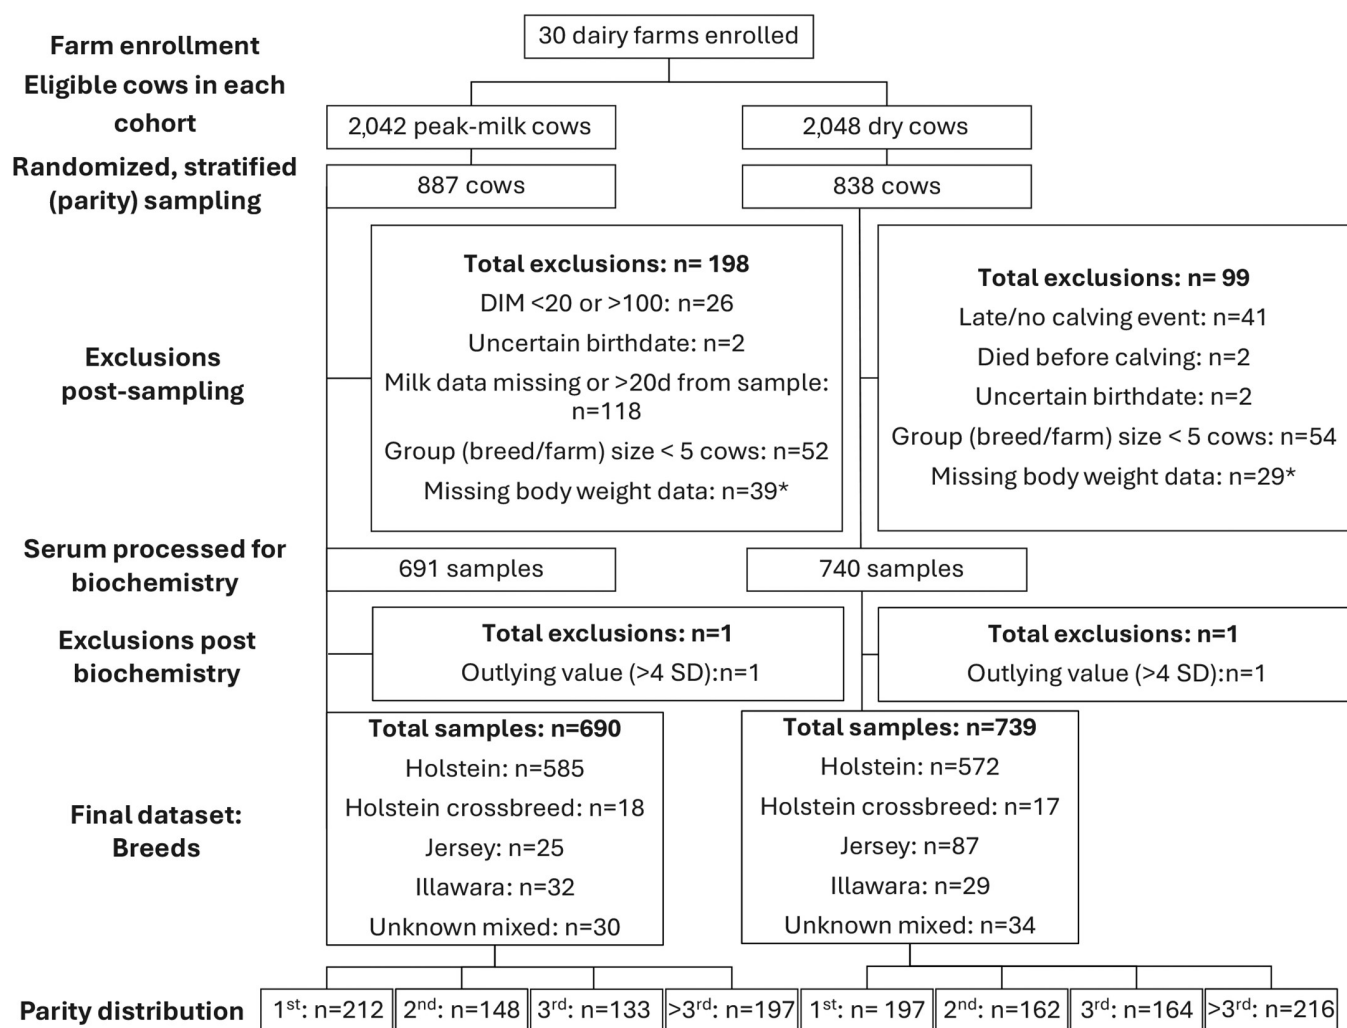 Farm enrollment
30 dairy farms enrolled
Eligible cows in each
cohort
2,042 peak-milk cows
2,048 dry cows
Randomized, stratified
(parity) sampling
887 cows
838 cows
Exclusions
post-sampling
Total exclusions: n= 198
DIM <20 or >100: n=26
Uncertain birthdate: n=2
Milk data missing or >20d from sample:
n=118
Group (breed/farm) size < 5 cows: n=52
Missing body weight data: n=39*
Total exclusions: n= 99
Late/no calving event: n=41
Died before calving: n=2
Uncertain birthdate: n=2
Group (breed/farm) size < 5 cows: n=54
Missing body weight data: n=29*
Serum processed for
biochemistry
691 samples
740 samples
Exclusions post
biochemistry
Total exclusions: n=1
Outlying value (>4 SD):n=1
Total exclusions: n=1
Outlying value (>4 SD):n=1
Final dataset:
Breeds
Total samples: n=690
Holstein: n=585
Holstein crossbreed: n=18
Jersey: n=25
Illawara: n=32
Unknown mixed: n=30
Total samples: n=739
Holstein: n=572
Holstein crossbreed: n=17
Jersey: n=87
Illawara: n=29
Unknown mixed: n=34
Parity distribution
1st: n=212
2nd: n=148
3rd: n=133
>3rd: n=197
1st: n= 197
2nd: n=162
3rd: n=164
>3rd: n=216